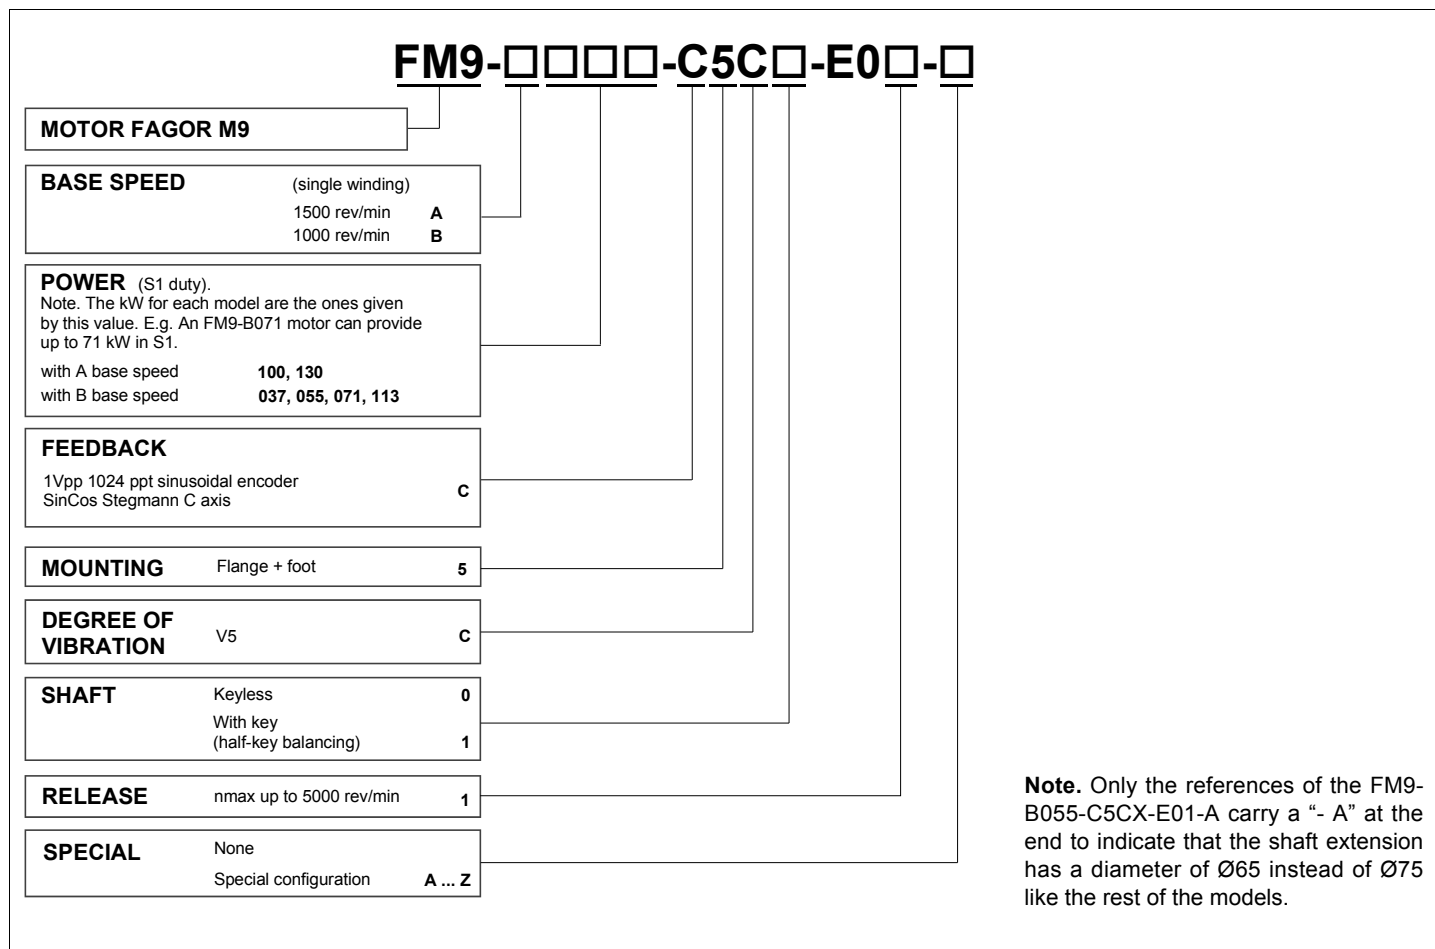 FM9-□□□□-C5C□-E0□-□
MOTOR FAGOR M9
BASE SPEED (single winding)
1500 rev/min A
1000 rev/min B
POWER (S1 duty).
Note. The kW for each model are the ones given
by this value. E.g. An FM9-B071 motor can provide
up to 71 kW in S1.
with A base speed 100, 130
with B base speed 037, 055, 071, 113
FEEDBACK
1Vpp 1024 ppt sinusoidal encoder
SinCos Stegmann C axis C
MOUNTING Flange + foot 5
DEGREE OF
VIBRATION V5 C
SHAFT Keyless 0
With key
(half-key balancing) 1
RELEASE nmax up to 5000 rev/min 1
SPECIAL None
Special configuration A ... Z
Note. Only the references of the FM9-
B055-C5CX-E01-A carry a “- A” at the
end to indicate that the shaft extension
has a diameter of Ø65 instead of Ø75
like the rest of the models.